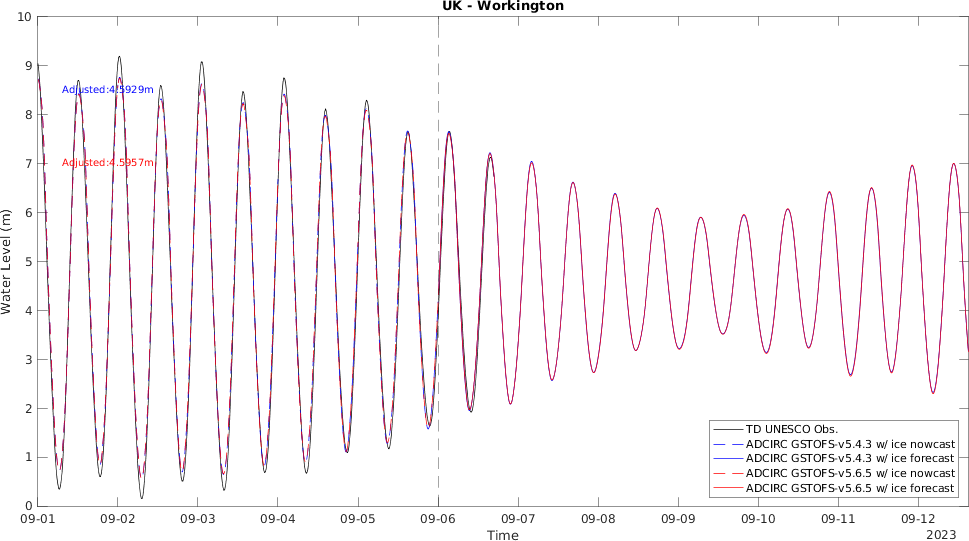 UK - Workington
10
9
8
7
6
5
4
3
2
1
0
Water Level (m)
Adjusted:4.5929m
Adjusted:4.5957m
TD UNESCO Obs.
ADCIRC GSTOFS-v5.4.3 w/ ice nowcast
ADCIRC GSTOFS-v5.4.3 w/ ice forecast
ADCIRC GSTOFS-v5.6.5 w/ ice nowcast
ADCIRC GSTOFS-v5.6.5 w/ ice forecast
09-01 09-02 09-03 09-04 09-05 09-06 09-07 09-08 09-09 09-10 09-11 09-12
Time
2023